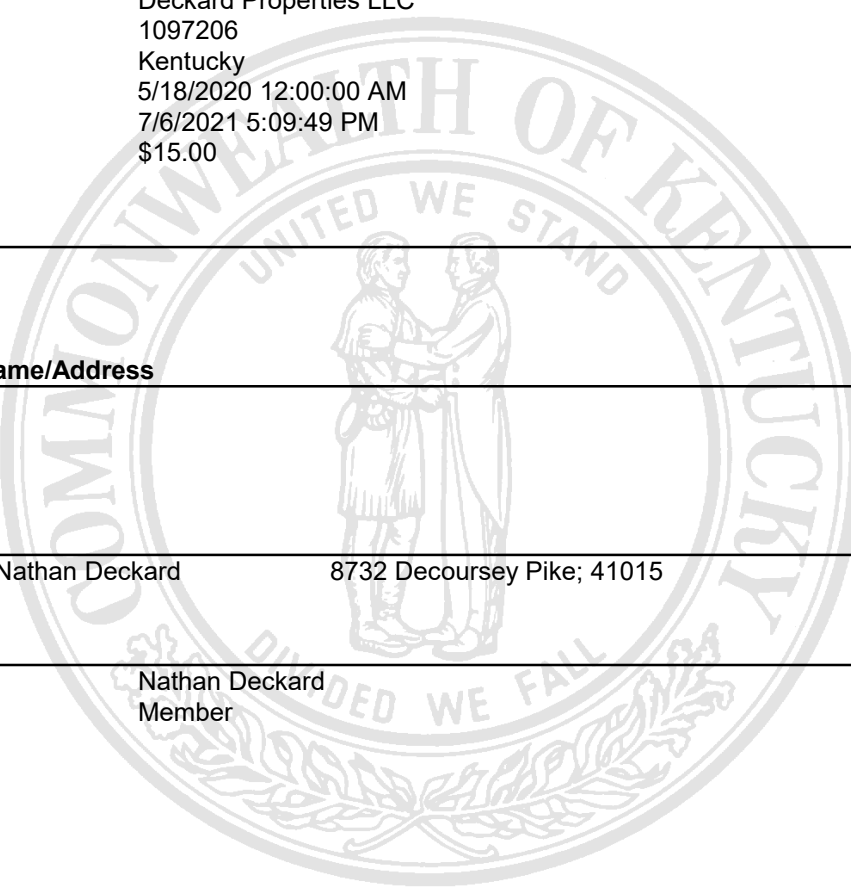 Deckard Properties LLC
1097206
Kentucky
5/18/2020 12:00:00 AM
7/6/2021 5:09:49 PM
$15.00
COMMONWEALTH OF KENTUCKY
UNITED WE STAND
ame/Address
Nathan Deckard 8732 Decoursey Pike; 41015
DIVIDED WE FALL
Nathan Deckard
Member